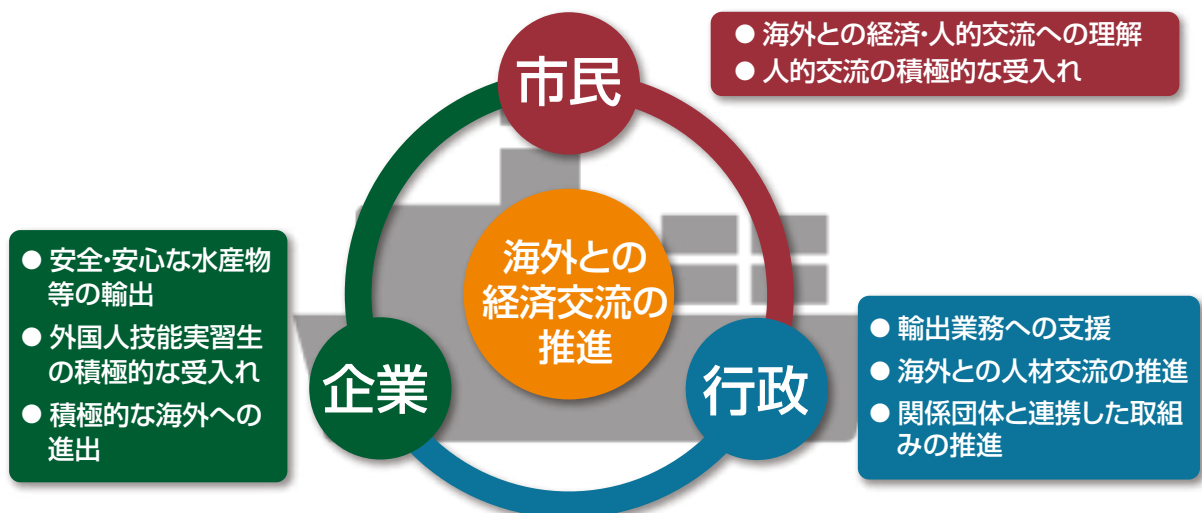 市民
● 海外との経済・人的交流への理解
● 人的交流の積極的な受入れ
海外との
経済交流の
推進
企業
● 安全・安心な水産物
等の輸出
● 外国人技能実習生
の積極的な受入れ
● 積極的な海外への
進出
行政
● 輸出業務への支援
● 海外との人材交流の推進
● 関係団体と連携した取組
みの推進